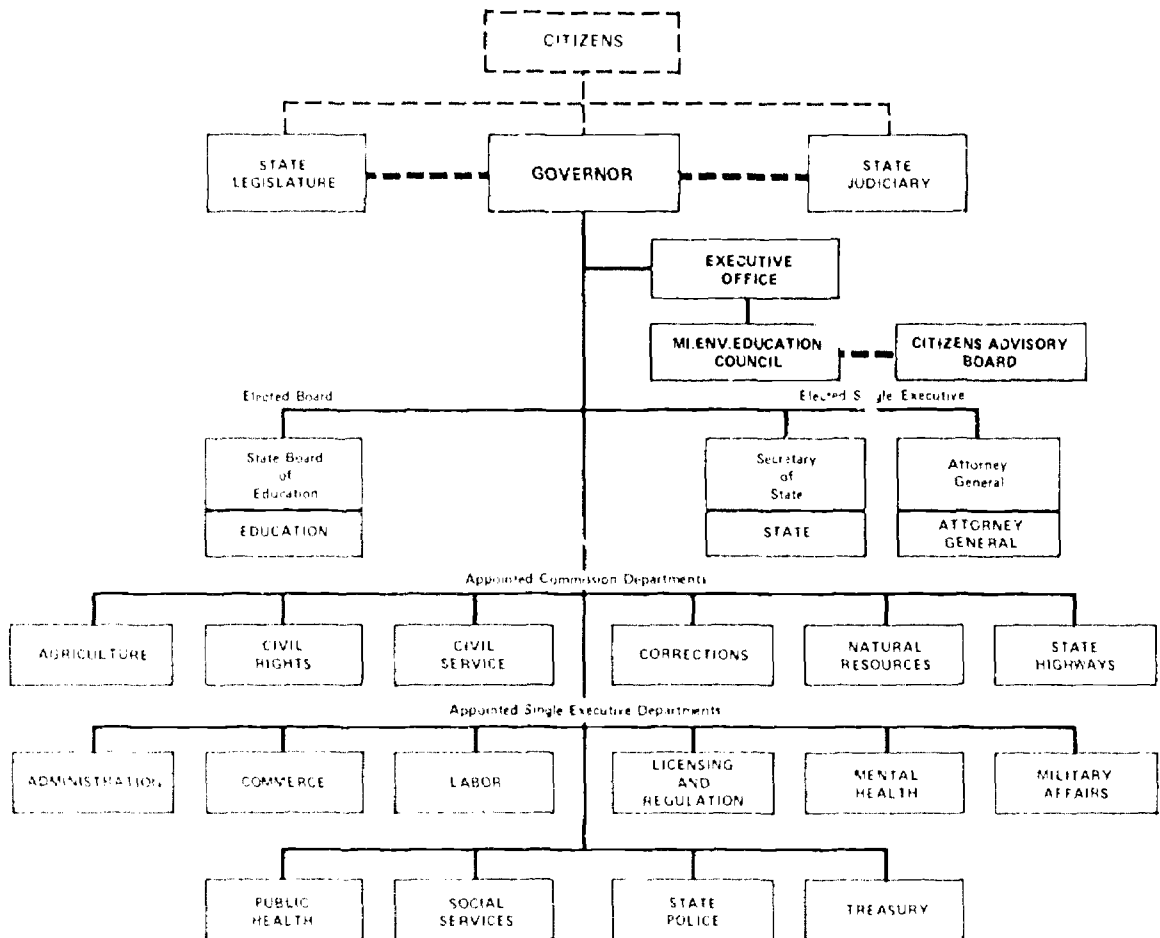 CITIZENS
STATE
LEGISLATURE
GOVERNOR
STATE
JUDICIARY
EXECUTIVE
OFFICE
MI.ENV.EDUCATION
COUNCIL
CITIZENS ADVISORY
BOARD
Elected Board
Elected Single Executive
State Board
of
Education
EDUCATION
Secretary
of
State
STATE
Attorney
General
ATTORNEY
GENERAL
Appointed Commission Departments
AGRICULTURE
CIVIL
RIGHTS
CIVIL
SERVICE
CORRECTIONS
NATURAL
RESOURCES
STATE
HIGHWAYS
Appointed Single Executive Departments
ADMINISTRATION
COMMERCE
LABOR
LICENSING
AND
REGULATION
MENTAL
HEALTH
MILITARY
AFFAIRS
PUBLIC
HEALTH
SOCIAL
SERVICES
STATE
POLICE
TREASURY